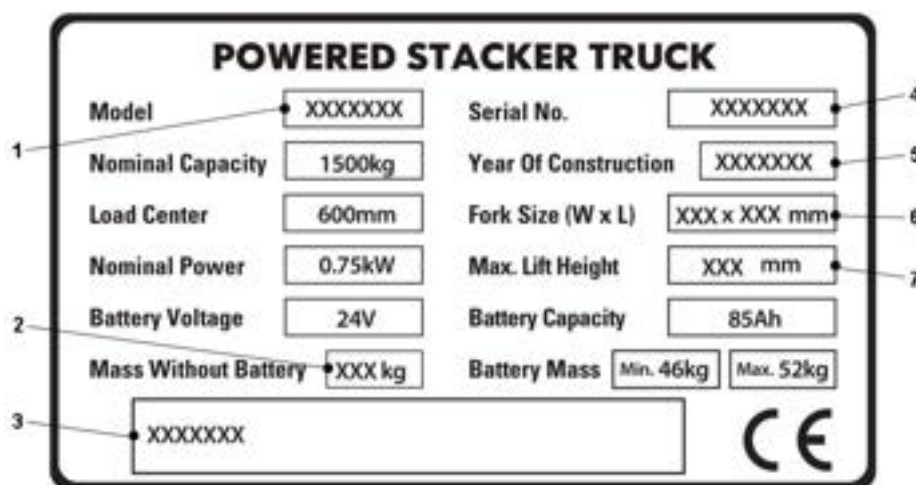 POWERED STACKER TRUCK
Model XXXXXXX Serial No. XXXXXXX 4
1 Nominal Capacity 1500kg Year Of Construction XXXXXXX 5
Load Center 600mm Fork Size (W x L) XXX x XXX mm 6
Nominal Power 0.75kW Max. Lift Height XXX mm 7
2 Battery Voltage 24V Battery Capacity 85Ah
Mass Without Battery XXX kg Battery Mass Min. 46kg Max. 52kg
3 XXXXXXX CE